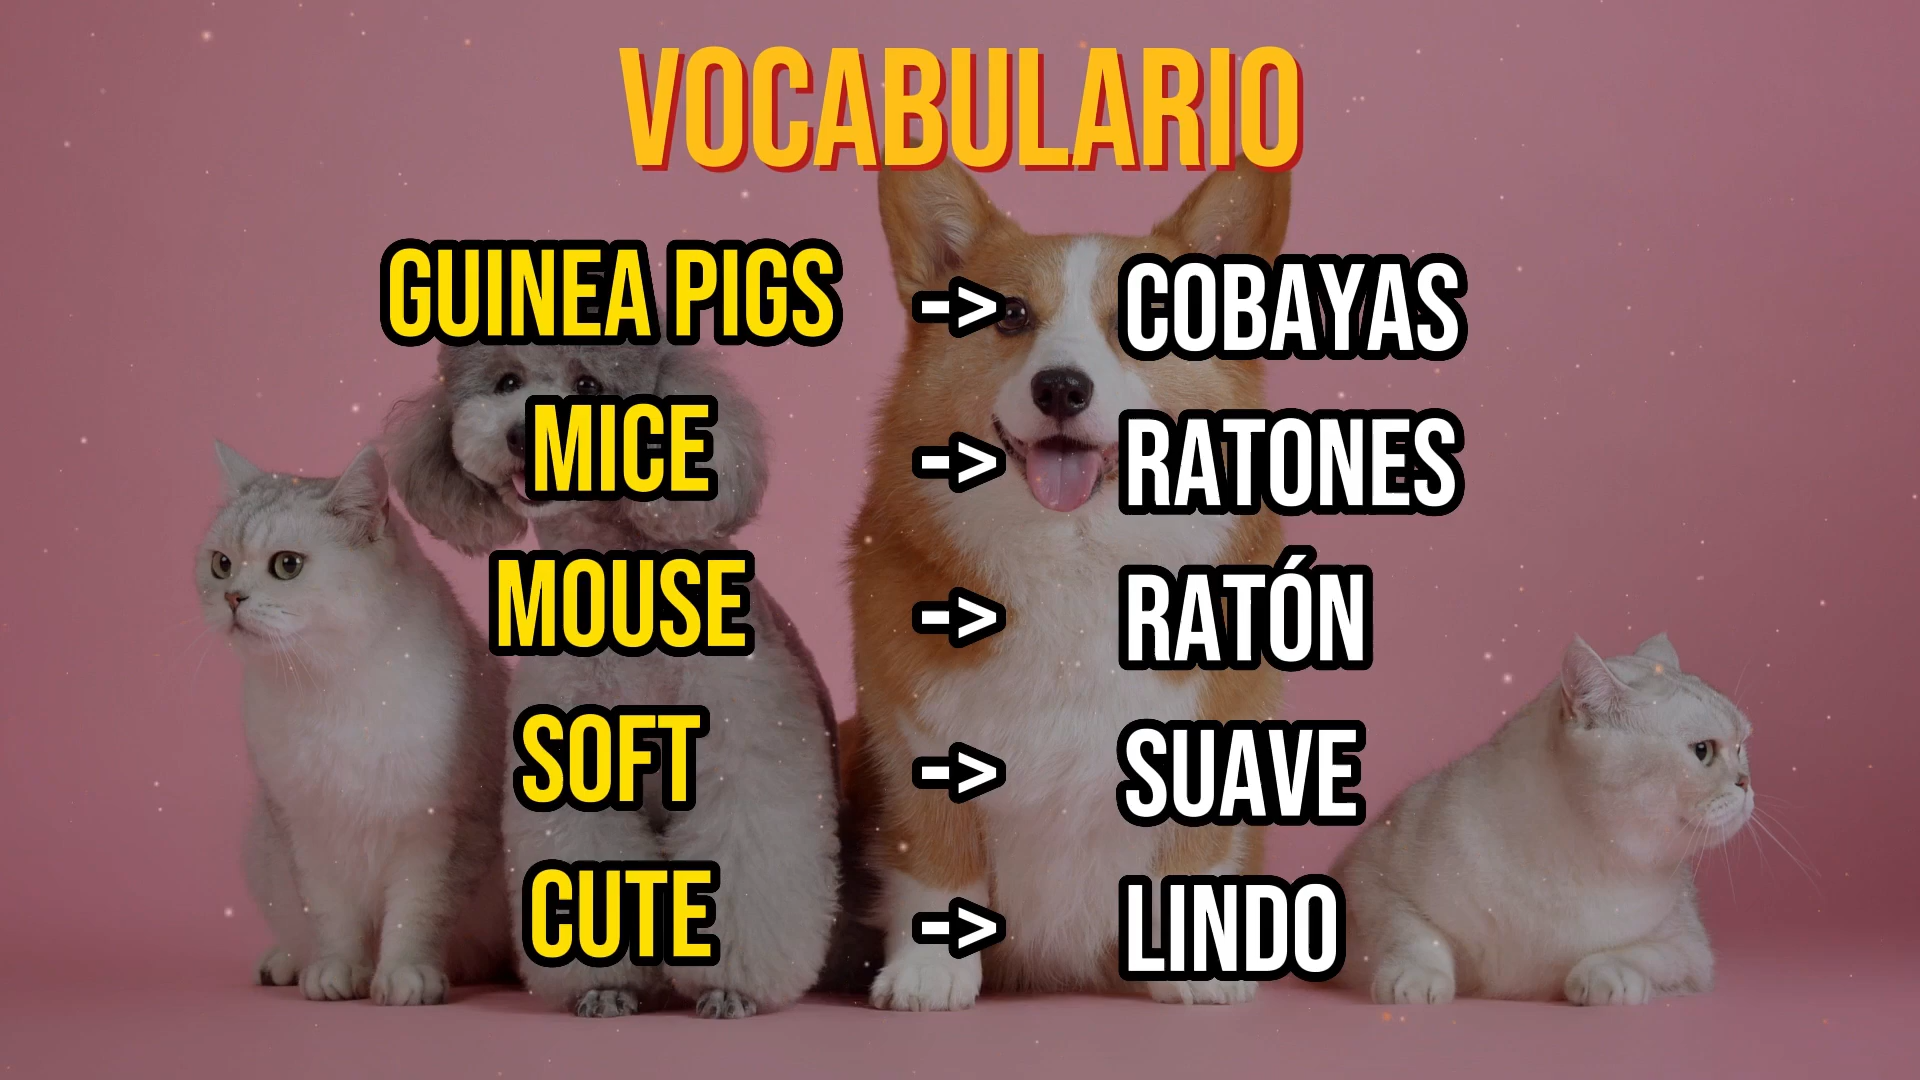 VOCABULARIO
GUINEA PIGS -> COBAYAS
MICE -> RATONES
MOUSE -> RATÓN
SOFT -> SUAVE
CUTE -> LINDO